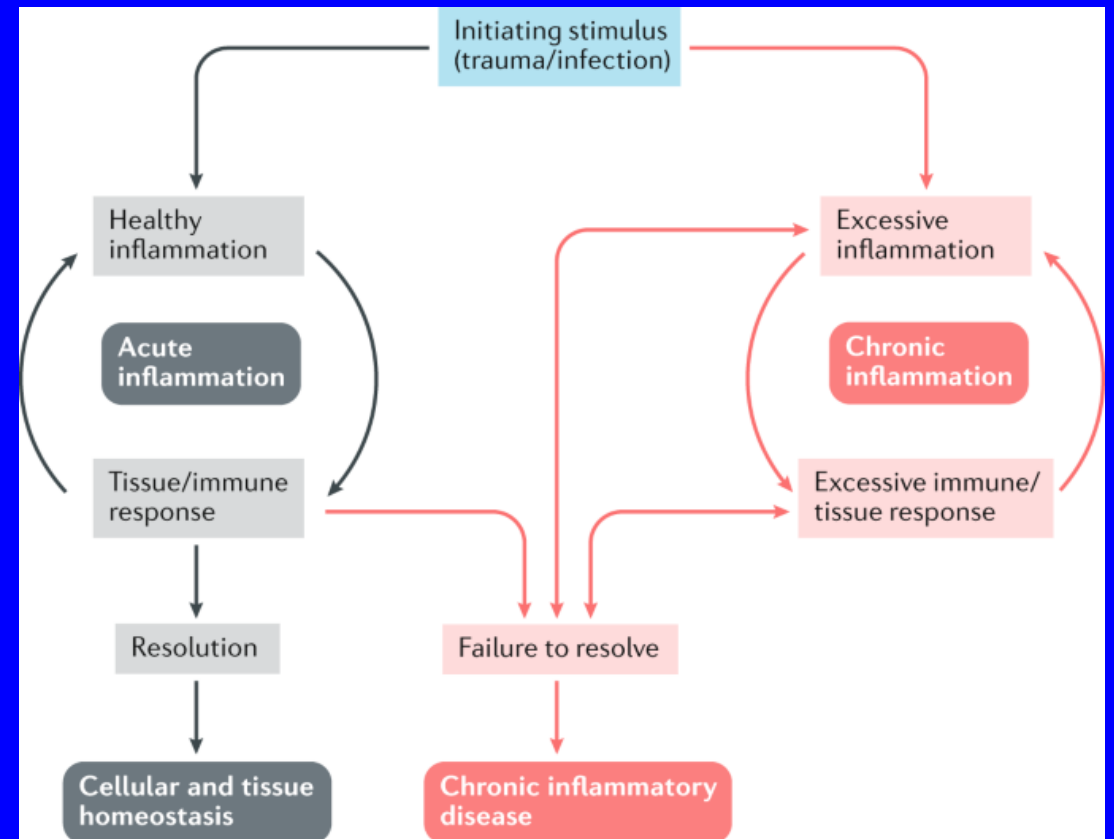 Initiating stimulus
(trauma/infection)
Healthy
inflammation
Excessive
inflammation
Acute
inflammation
Chronic
inflammation
Tissue/immune
response
Excessive immune/
tissue response
Resolution
Failure to resolve
Cellular and tissue
homeostasis
Chronic inflammatory
disease